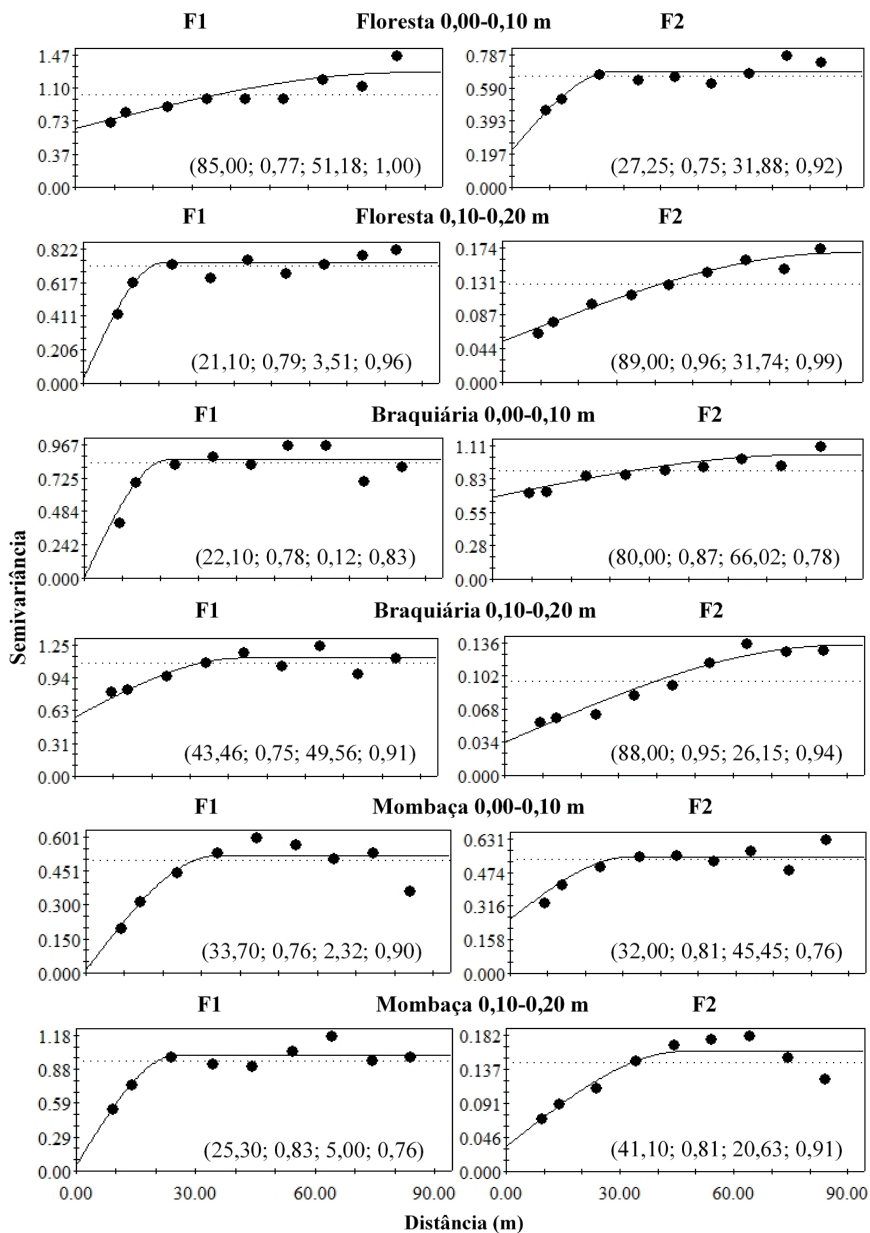 F1 Floresta 0,00-0,10 m F2
1.47
1.10
0.73
0.37
0.00
(85,00; 0,77; 51,18; 1,00)
0.787
0.590
0.393
0.197
0.000
(27,25; 0,75; 31,88; 0,92)
F1 Floresta 0,10-0,20 m F2
0.822
0.617
0.411
0.206
0.000
(21,10; 0,79; 3,51; 0,96)
0.174
0.131
0.087
0.044
0.000
(89,00; 0,96; 31,74; 0,99)
F1 Braquiária 0,00-0,10 m F2
0.967
0.725
0.484
0.242
0.000
(22,10; 0,78; 0,12; 0,83)
1.11
0.83
0.55
0.28
0.00
(80,00; 0,87; 66,02; 0,78)
Semivariância
F1 Braquiária 0,10-0,20 m F2
1.25
0.94
0.63
0.31
0.00
(43,46; 0,75; 49,56; 0,91)
0.136
0.102
0.068
0.034
0.000
(88,00; 0,95; 26,15; 0,94)
F1 Mombaça 0,00-0,10 m F2
0.601
0.451
0.300
0.150
0.000
(33,70; 0,76; 2,32; 0,90)
0.631
0.474
0.316
0.158
0.000
(32,00; 0,81; 45,45; 0,76)
F1 Mombaça 0,10-0,20 m F2
1.18
0.88
0.59
0.29
0.00
(25,30; 0,83; 5,00; 0,76)
0.00 30.00 60.00 90.00
0.182
0.137
0.091
0.046
0.000
(41,10; 0,81; 20,63; 0,91)
0.00 30.00 60.00 90.00
Distância (m)